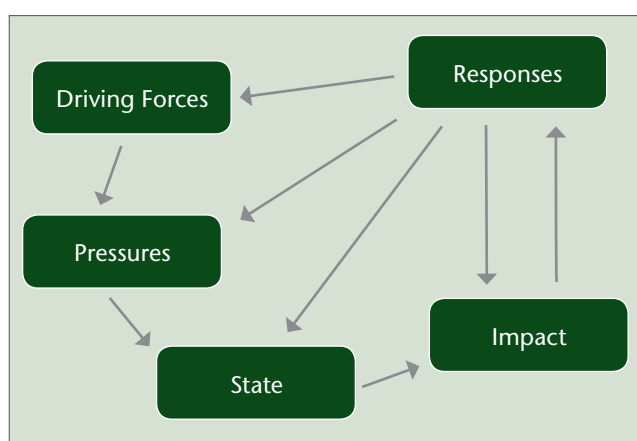 Driving Forces
Responses
Pressures
Impact
State